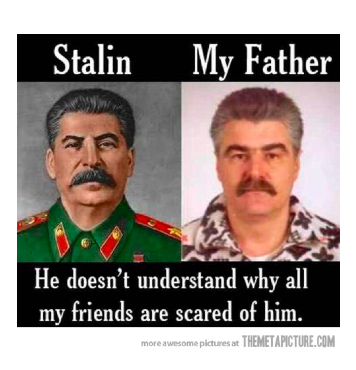 Stalin My Father
He doesn't understand why all
my friends are scared of him.
more awesome pictures at THEMETAPICTURE.COM